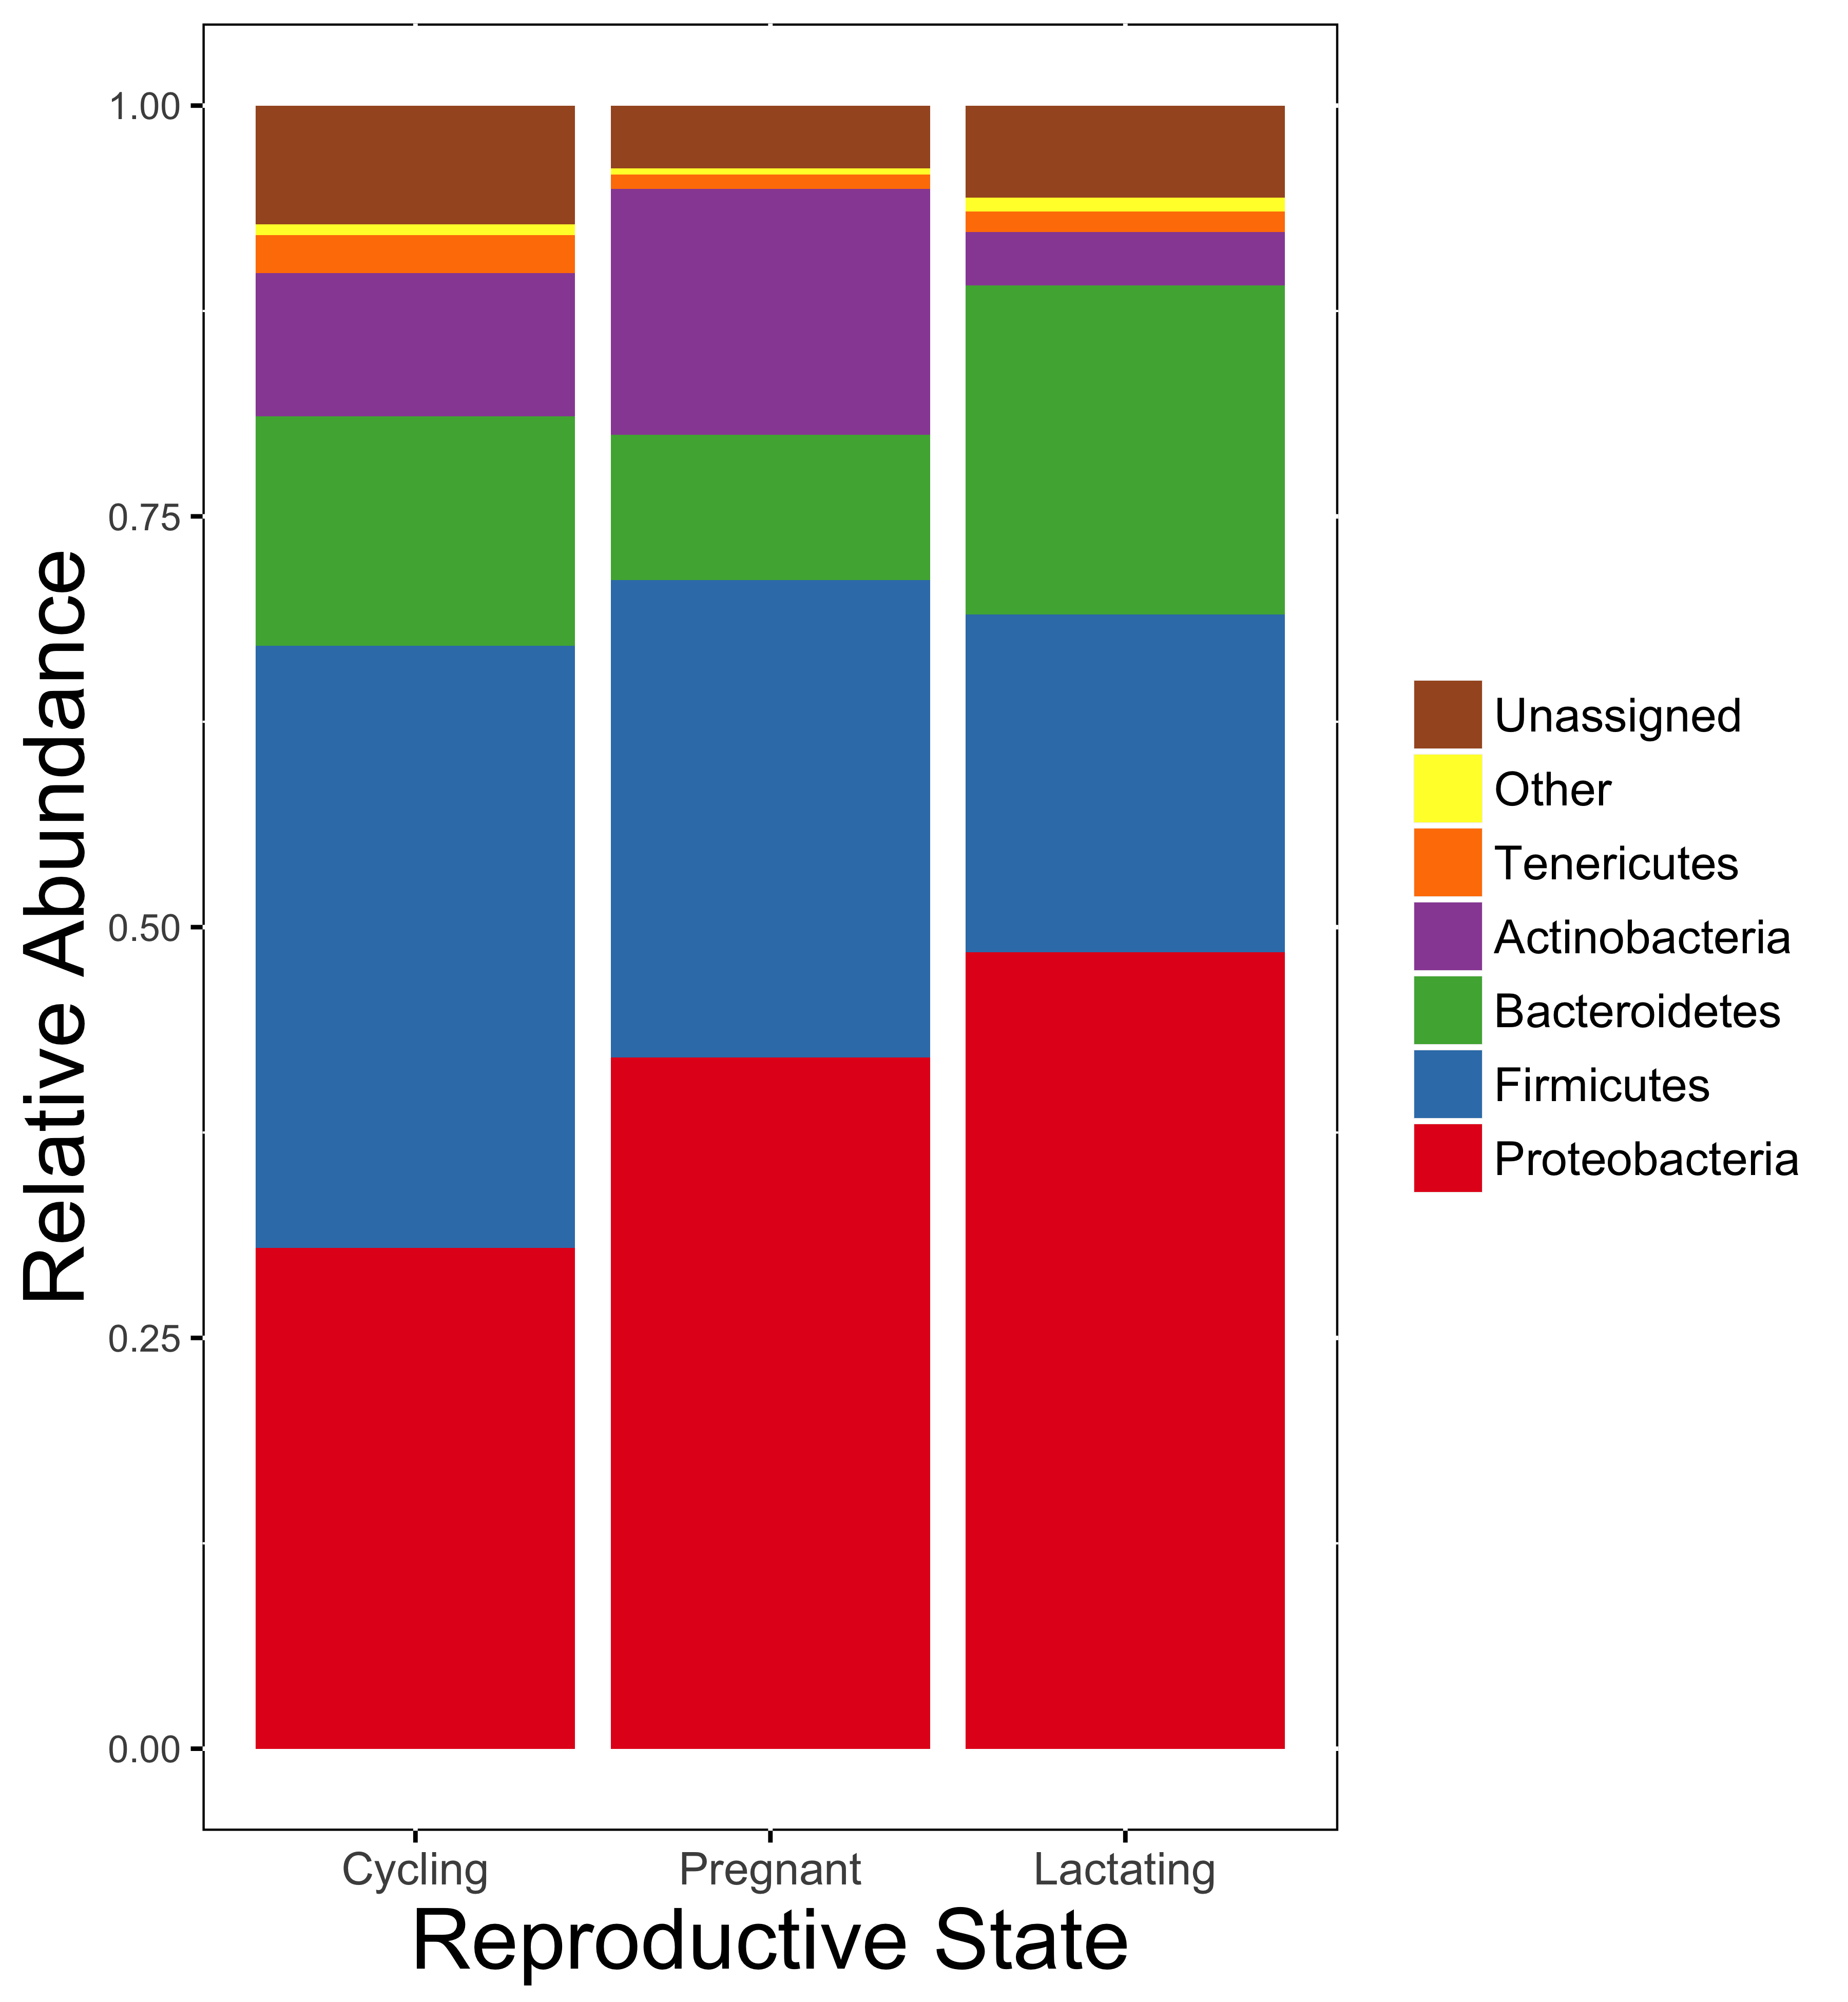 Relative Abundance
1.00
0.75
0.50
0.25
0.00
Cycling
Pregnant
Lactating
Reproductive State
Unassigned
Other
Tenericutes
Actinobacteria
Bacteroidetes
Firmicutes
Proteobacteria